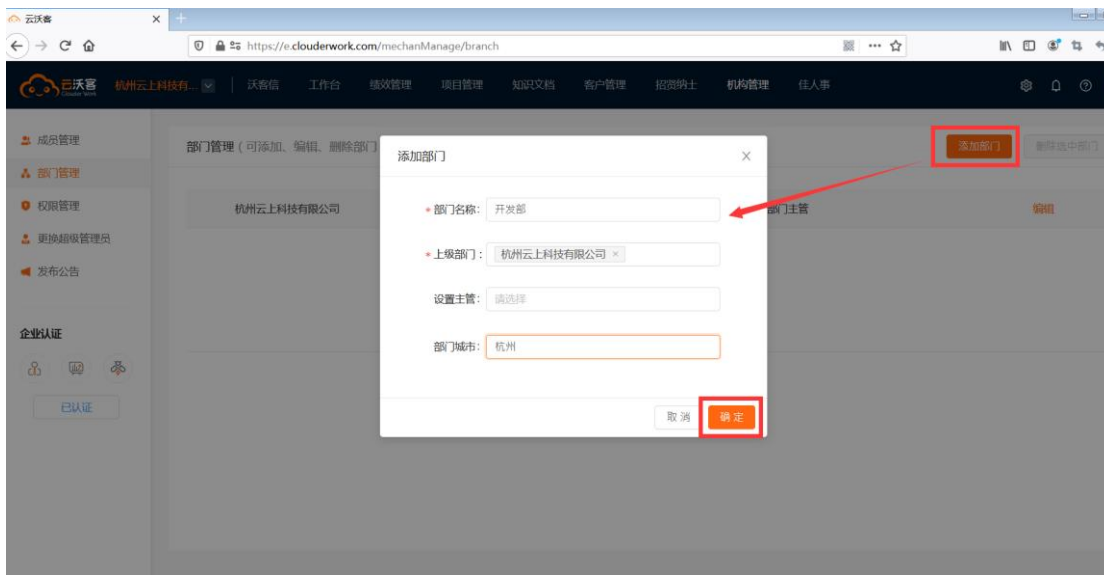 云沃客
https://e.clouderwork.com/mechanManage/branch
云沃客 杭州云上科技有... 沃客信 工作台 绩效管理 项目管理 知识文档 客户管理 招贤纳士 机构管理 佳人事
Clouder Work
成员管理
部门管理
权限管理
更换超级管理员
发布公告
企业认证
已认证
部门管理 ( 可添加、编辑、删除部门
添加部门 删除选中部门
杭州云上科技有限公司 部门主管 编辑
添加部门
* 部门名称: 开发部
* 上级部门: 杭州云上科技有限公司 ×
设置主管: 请选择
部门城市: 杭州
取 消 确 定